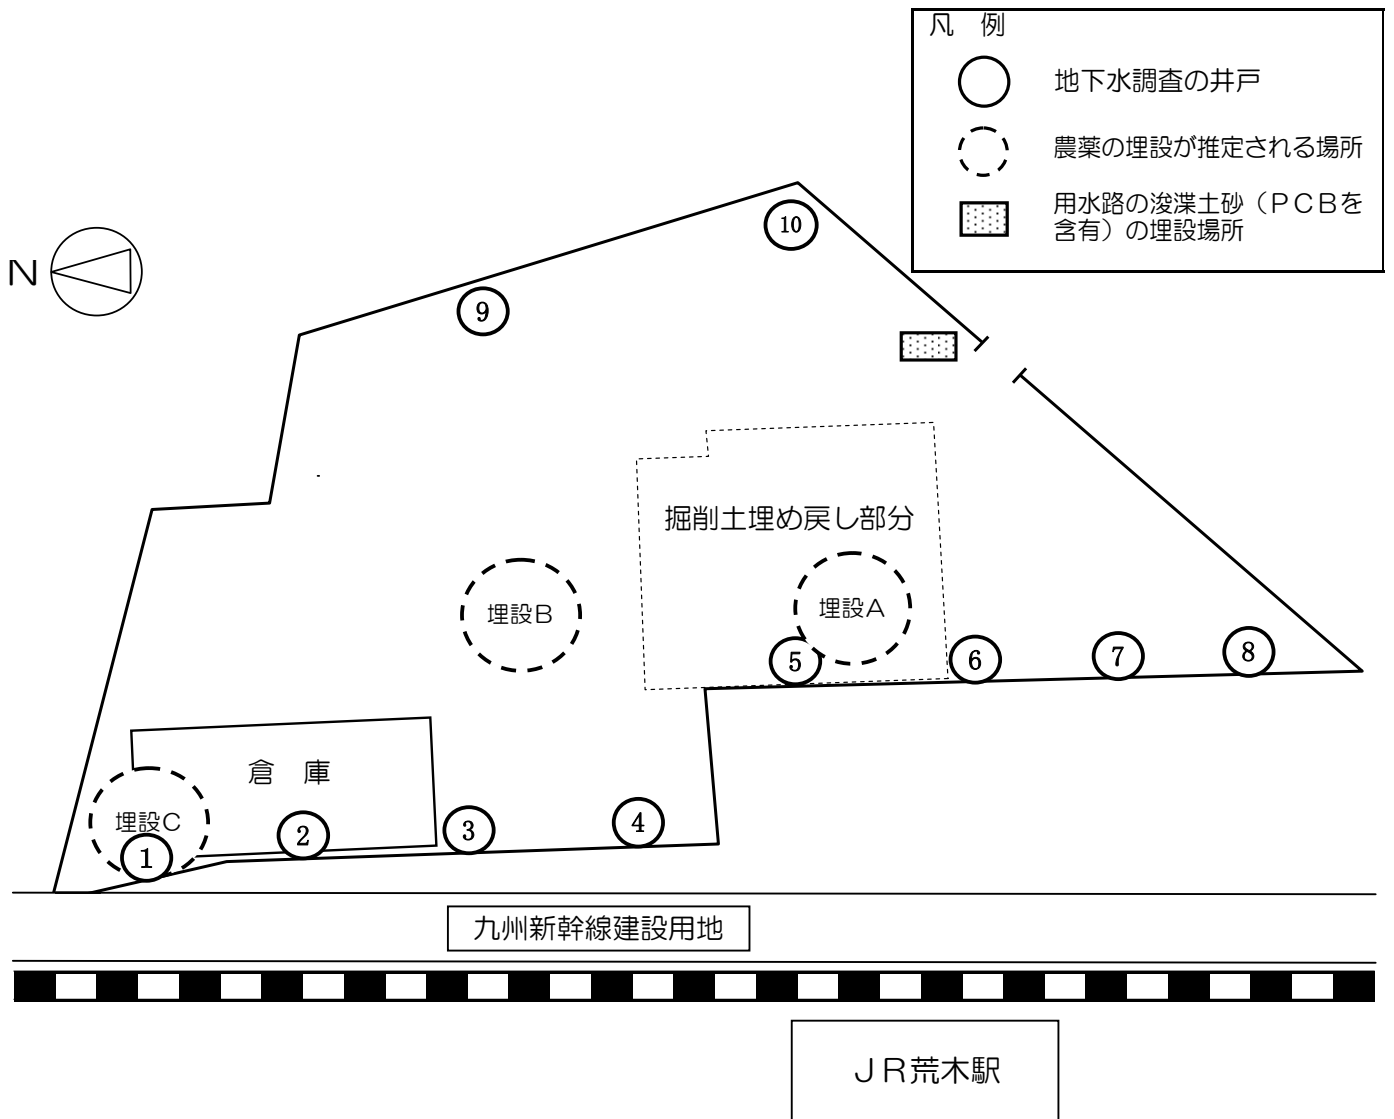 凡　例
地下水調査の井戸
農薬の埋設が推定される場所
用水路の浚渫土砂（ＰＣＢを
含有）の埋設場所
N
10
9
掘削土埋め戻し部分
埋設B
埋設A
5
6
7
8
倉　庫
埋設C
1
2
3
4
九州新幹線建設用地
ＪＲ荒木駅